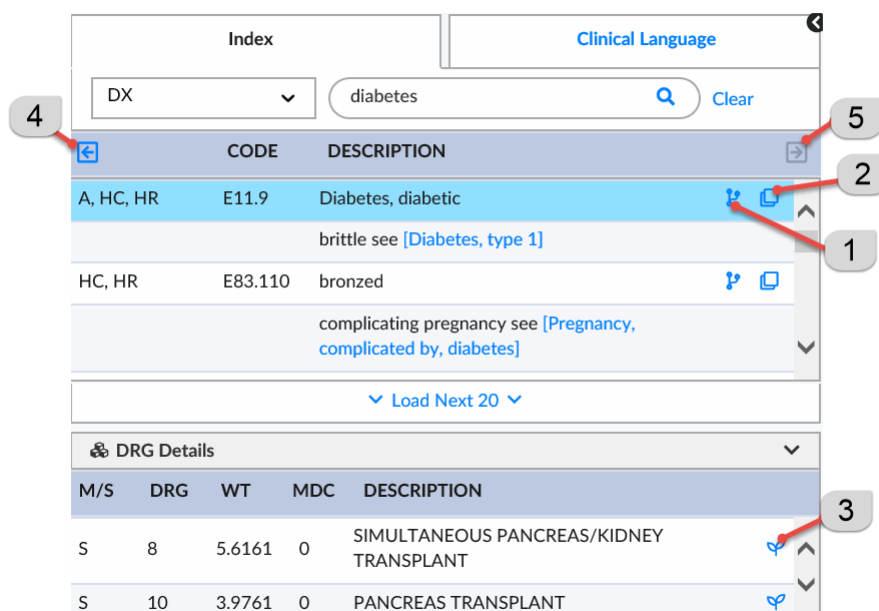 Index
Clinical Language
DX
diabetes
Clear
4
5
CODE DESCRIPTION
2
A, HC, HR E11.9 Diabetes, diabetic
brittle see [Diabetes, type 1]
1
HC, HR E83.110 bronzed
complicating pregnancy see [Pregnancy,
complicated by, diabetes]
Load Next 20
DRG Details
M/S DRG WT MDC DESCRIPTION
3
S 8 5.6161 0 SIMULTANEOUS PANCREAS/KIDNEY
TRANSPLANT
S 10 3.9761 0 PANCREAS TRANSPLANT